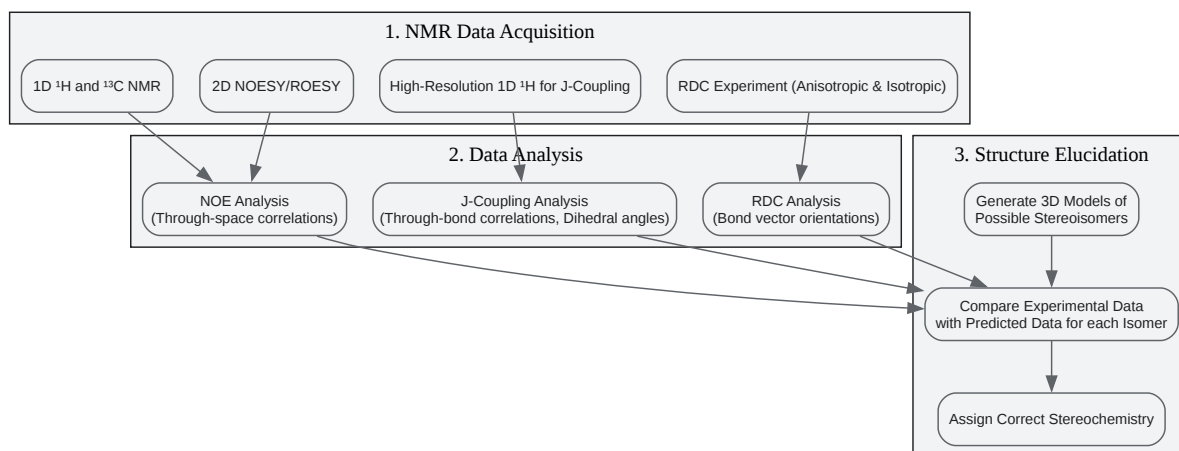 1. NMR Data Acquisition
1D ¹H and ¹³C NMR
2D NOESY/ROESY
High-Resolution 1D ¹H for J-Coupling
RDC Experiment (Anisotropic & Isotropic)
2. Data Analysis
NOE Analysis
(Through-space correlations)
J-Coupling Analysis
(Through-bond correlations, Dihedral angles)
RDC Analysis
(Bond vector orientations)
3. Structure Elucidation
Generate 3D Models of
Possible Stereoisomers
Compare Experimental Data
with Predicted Data for each Isomer
Assign Correct Stereochemistry